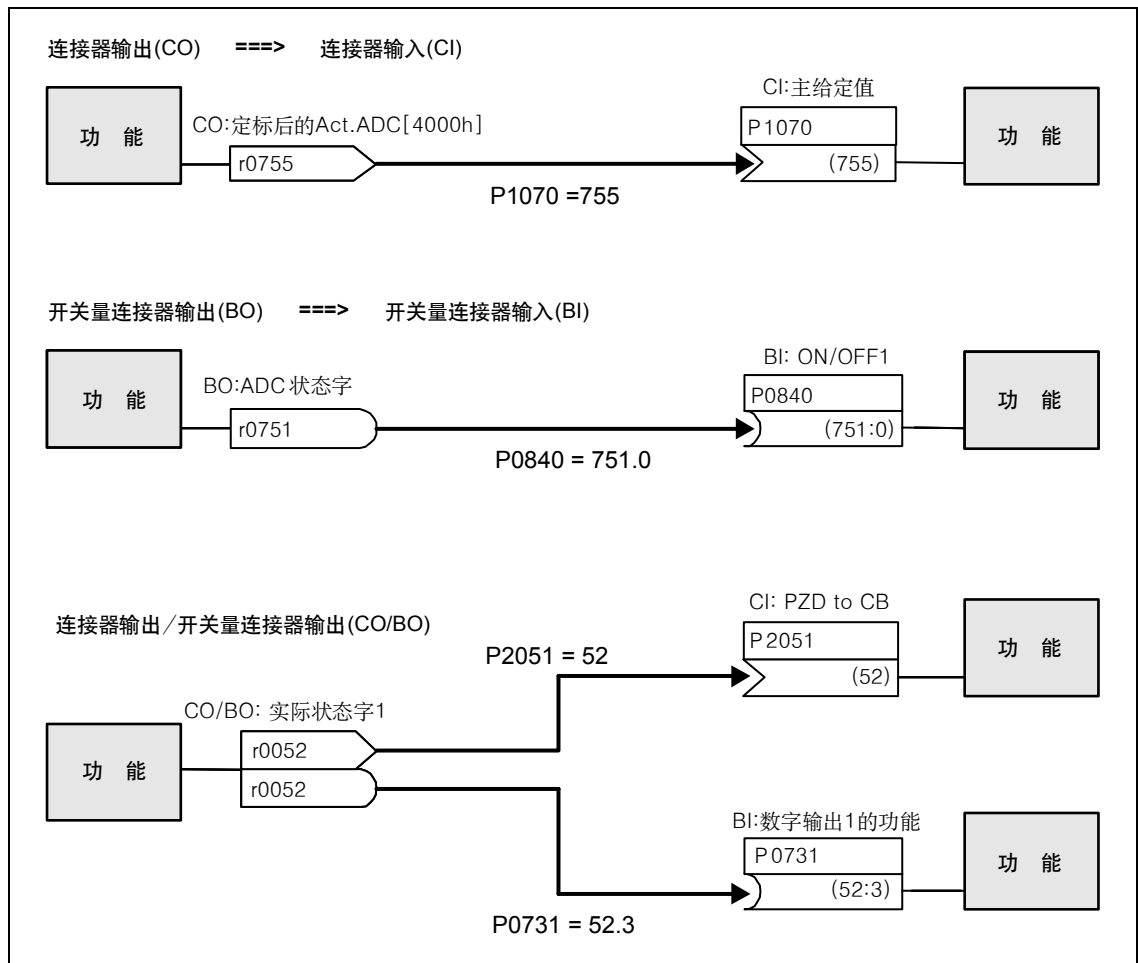 连接器输出(CO) ===> 连接器输入(CI)
CI:主给定值
功 能
CO:定标后的Act.ADC[4000h]
P1070
功 能
r0755
(755)
P1070 =755
开关量连接器输出(BO) ===> 开关量连接器输入(BI)
BI: ON/OFF1
功 能
BO:ADC 状态字
P0840
功 能
r0751
(751:0)
P0840 = 751.0
CI: PZD to CB
连接器输出/开关量连接器输出(CO/BO)
P2051 = 52
P2051
功 能
(52)
CO/BO: 实际状态字1
功 能
r0052
r0052
BI:数字输出1的功能
P0731
功 能
(52:3)
P0731 = 52.3